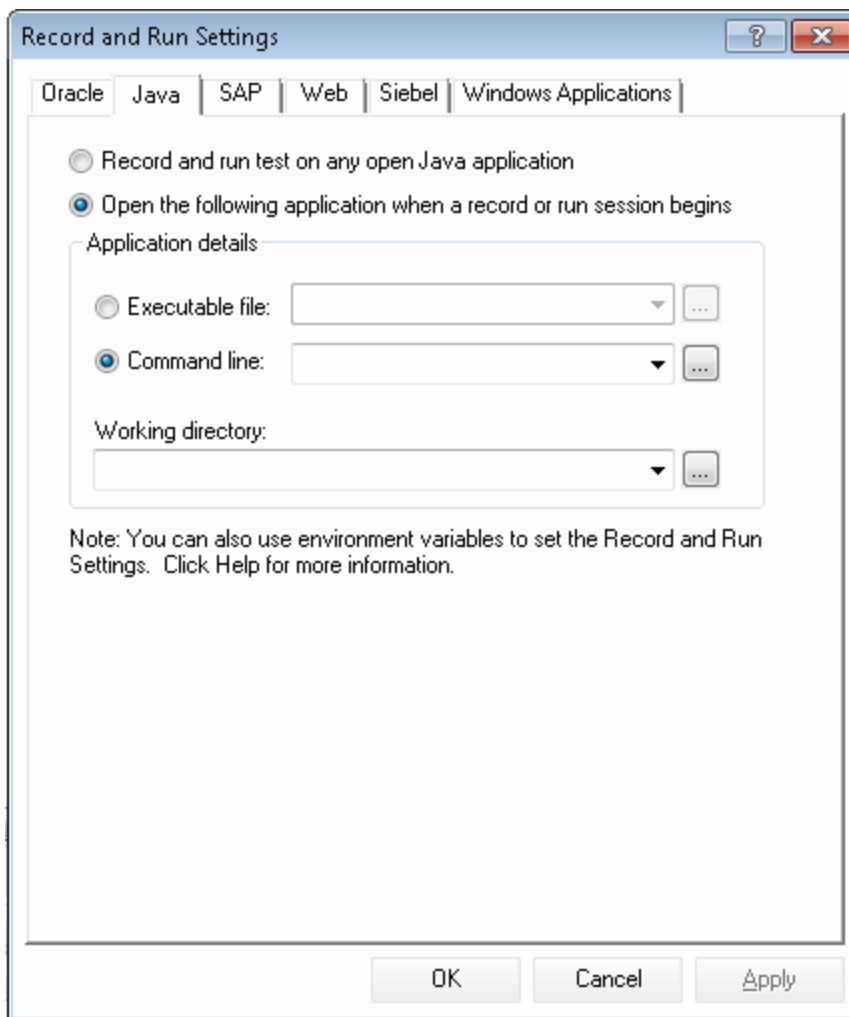 Record and Run Settings
Oracle Java SAP Web Siebel Windows Applications
Record and run test on any open Java application
Open the following application when a record or run session begins
Application details
Executable file: ...
Command line: ...
Working directory:
...
Note: You can also use environment variables to set the Record and Run
Settings. Click Help for more information.
OK Cancel Apply